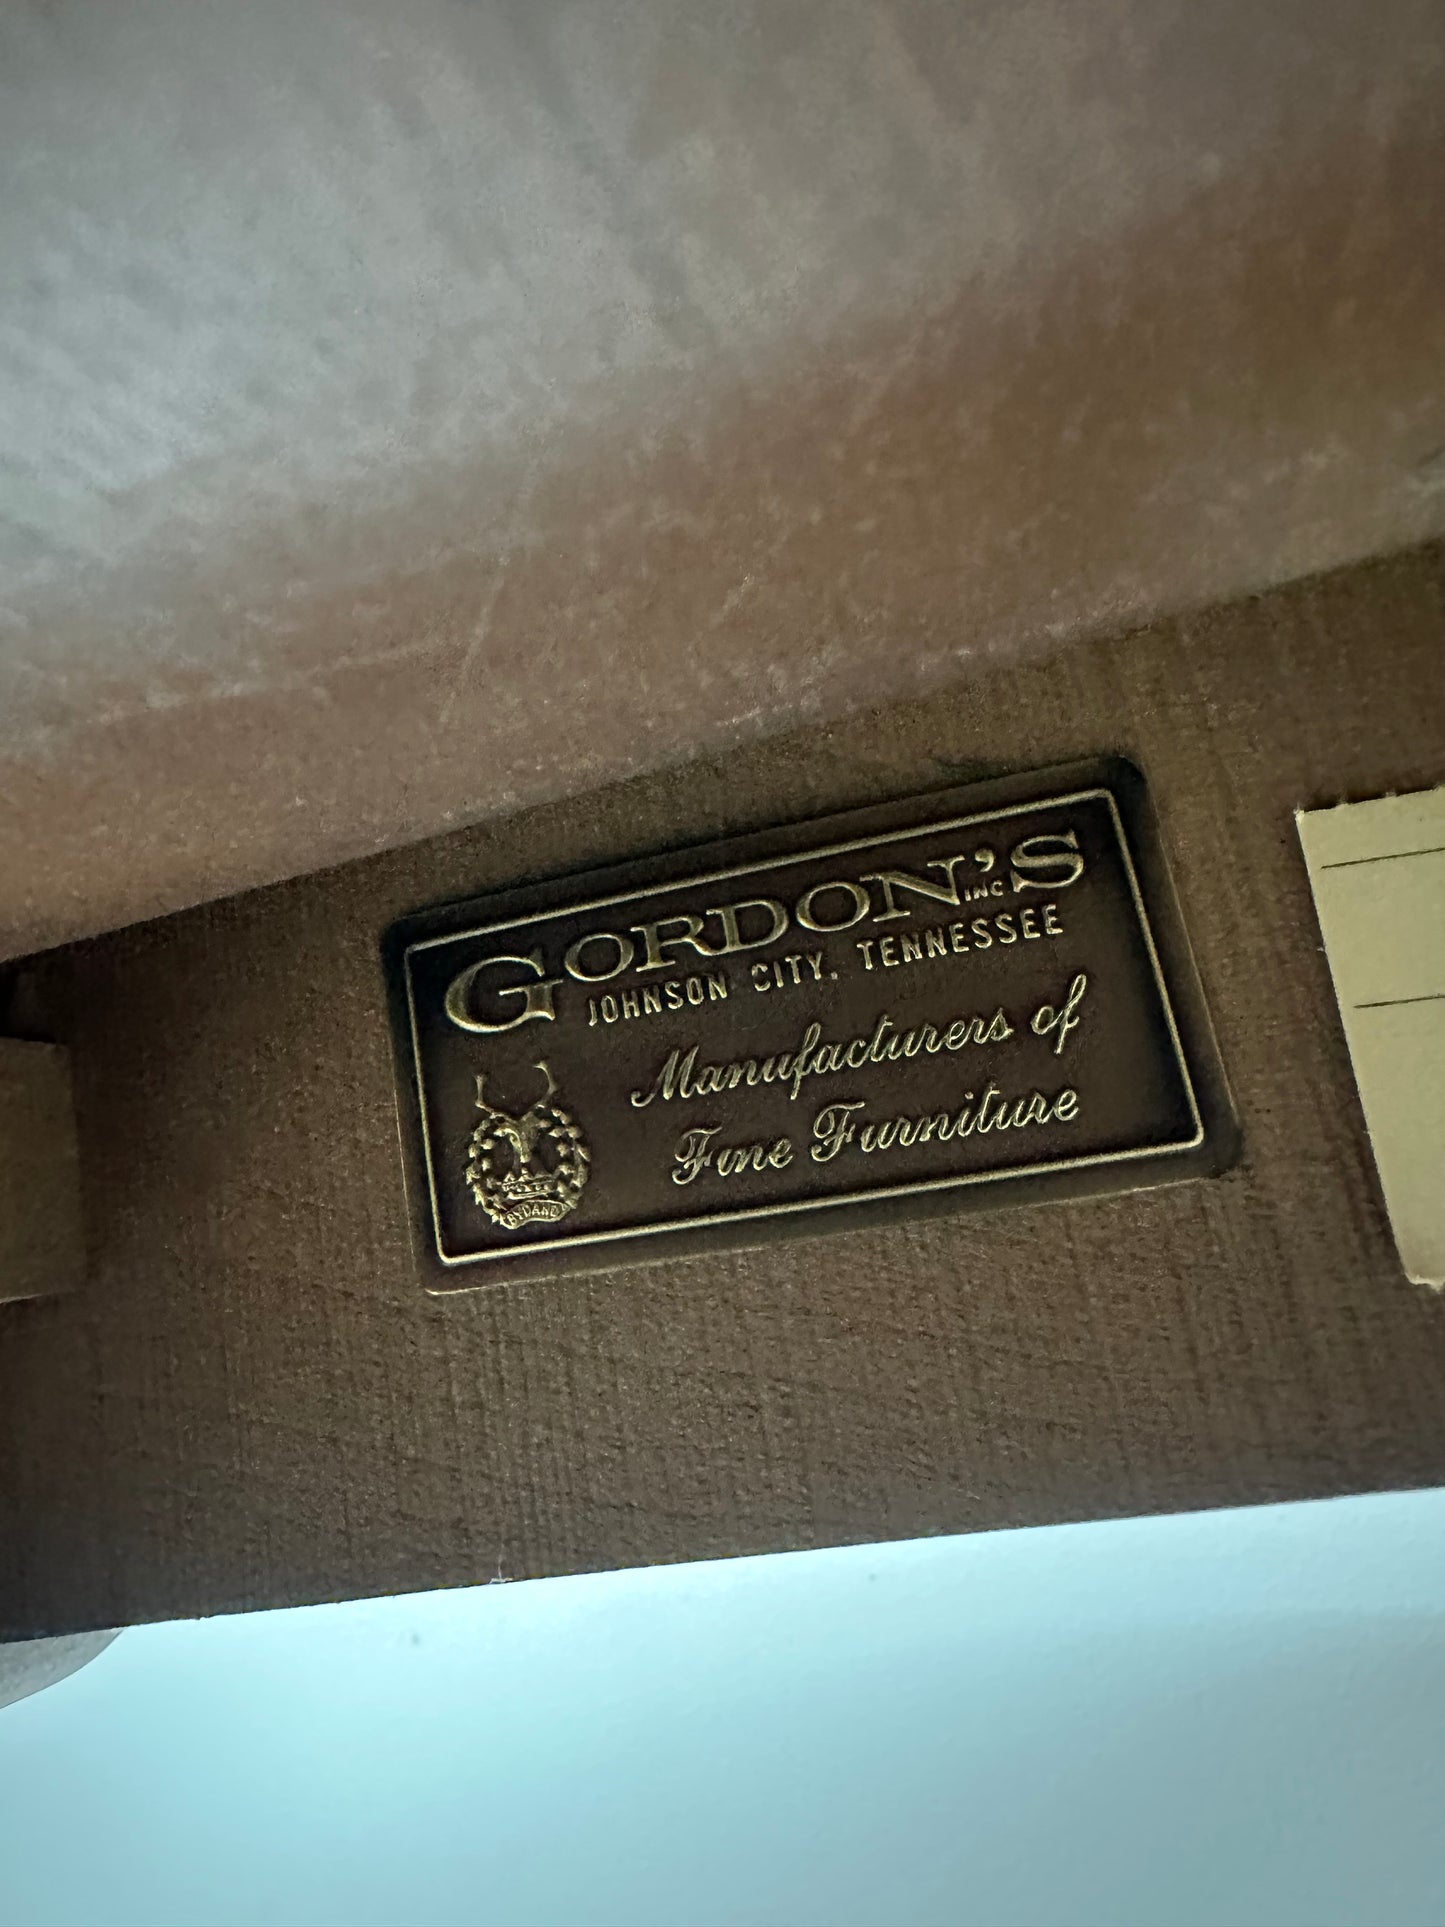 GORDON'S INC
JOHNSON CITY, TENNESSEE
Manufacturers of
Fine Furniture
BYDAND